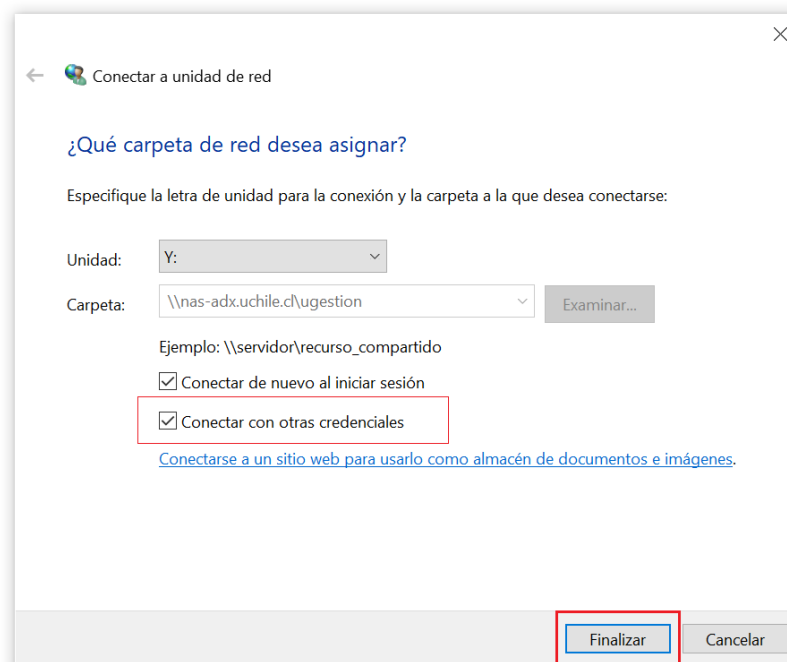 Conectar a unidad de red
¿Qué carpeta de red desea asignar?
Especifique la letra de unidad para la conexión y la carpeta a la que desea conectarse:
Unidad: Y:
Carpeta: \\nas-adx.uchile.cl\ugestion Examinar...
Ejemplo: \\servidor\recurso_compartido
Conectar de nuevo al iniciar sesión
Conectar con otras credenciales
Conectarse a un sitio web para usarlo como almacén de documentos e imágenes.
Finalizar Cancelar